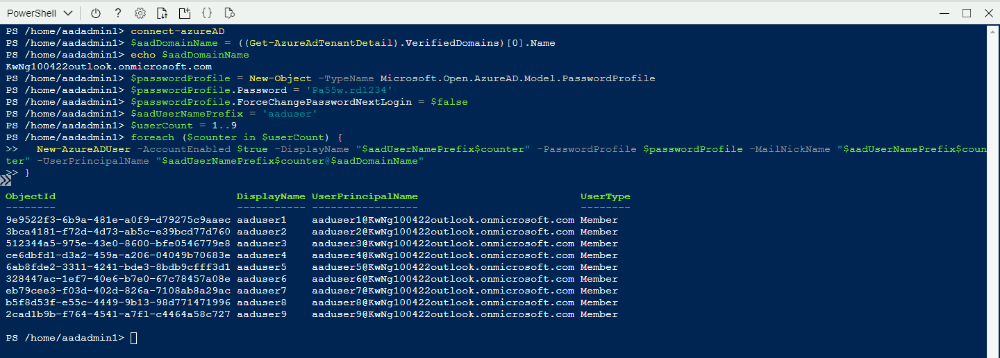 PowerShell
PS /home/aadadmin1> connect-azureAD
PS /home/aadadmin1> $aadDomainName = ((Get-AzureAdTenantDetail).VerifiedDomains)[0].Name
PS /home/aadadmin1> echo $aadDomainName
KwNg100422outlook.onmicrosoft.com
PS /home/aadadmin1> $passwordProfile = New-Object -TypeName Microsoft.Open.AzureAD.Model.PasswordProfile
PS /home/aadadmin1> $passwordProfile.Password = 'Pa55w.rd1234'
PS /home/aadadmin1> $passwordProfile.ForceChangePasswordNextLogin = $false
PS /home/aadadmin1> $aadUserNamePrefix = 'aaduser'
PS /home/aadadmin1> $userCount = 1..9
PS /home/aadadmin1> foreach ($counter in $userCount) {
>>   New-AzureADUser -AccountEnabled $true -DisplayName "$aadUserNamePrefix$counter" -PasswordProfile $passwordProfile -MailNickName "$aadUserNamePrefix$coun
ter" -UserPrincipalName "$aadUserNamePrefix$counter@$aadDomainName"
>> }
ObjectId DisplayName UserPrincipalName UserType
-------- ----------- ----------------- --------
9e9522f3-6b9a-481e-a0f9-d79275c9aaec aaduser1 aaduser1@KwNg100422outlook.onmicrosoft.com Member
3bca4181-f72d-4d73-ab5c-e39bcd77d760 aaduser2 aaduser2@KwNg100422outlook.onmicrosoft.com Member
512344a5-975e-43e0-8600-bfe0546779e8 aaduser3 aaduser3@KwNg100422outlook.onmicrosoft.com Member
ce6dbfd1-d3a2-459a-a206-04049b70683e aaduser4 aaduser4@KwNg100422outlook.onmicrosoft.com Member
6ab8fde2-3311-4241-bde3-8bdb9cfff3d1 aaduser5 aaduser5@KwNg100422outlook.onmicrosoft.com Member
328447ac-1ef7-40e6-b7e0-67c78457a08e aaduser6 aaduser6@KwNg100422outlook.onmicrosoft.com Member
eb79cee3-f03d-402d-826a-7108ab8a29ac aaduser7 aaduser7@KwNg100422outlook.onmicrosoft.com Member
b5f8d53f-e55c-4449-9b13-98d771471996 aaduser8 aaduser8@KwNg100422outlook.onmicrosoft.com Member
2cad1b9b-f764-4541-a7f1-c4464a58c727 aaduser9 aaduser9@KwNg100422outlook.onmicrosoft.com Member
PS /home/aadadmin1>